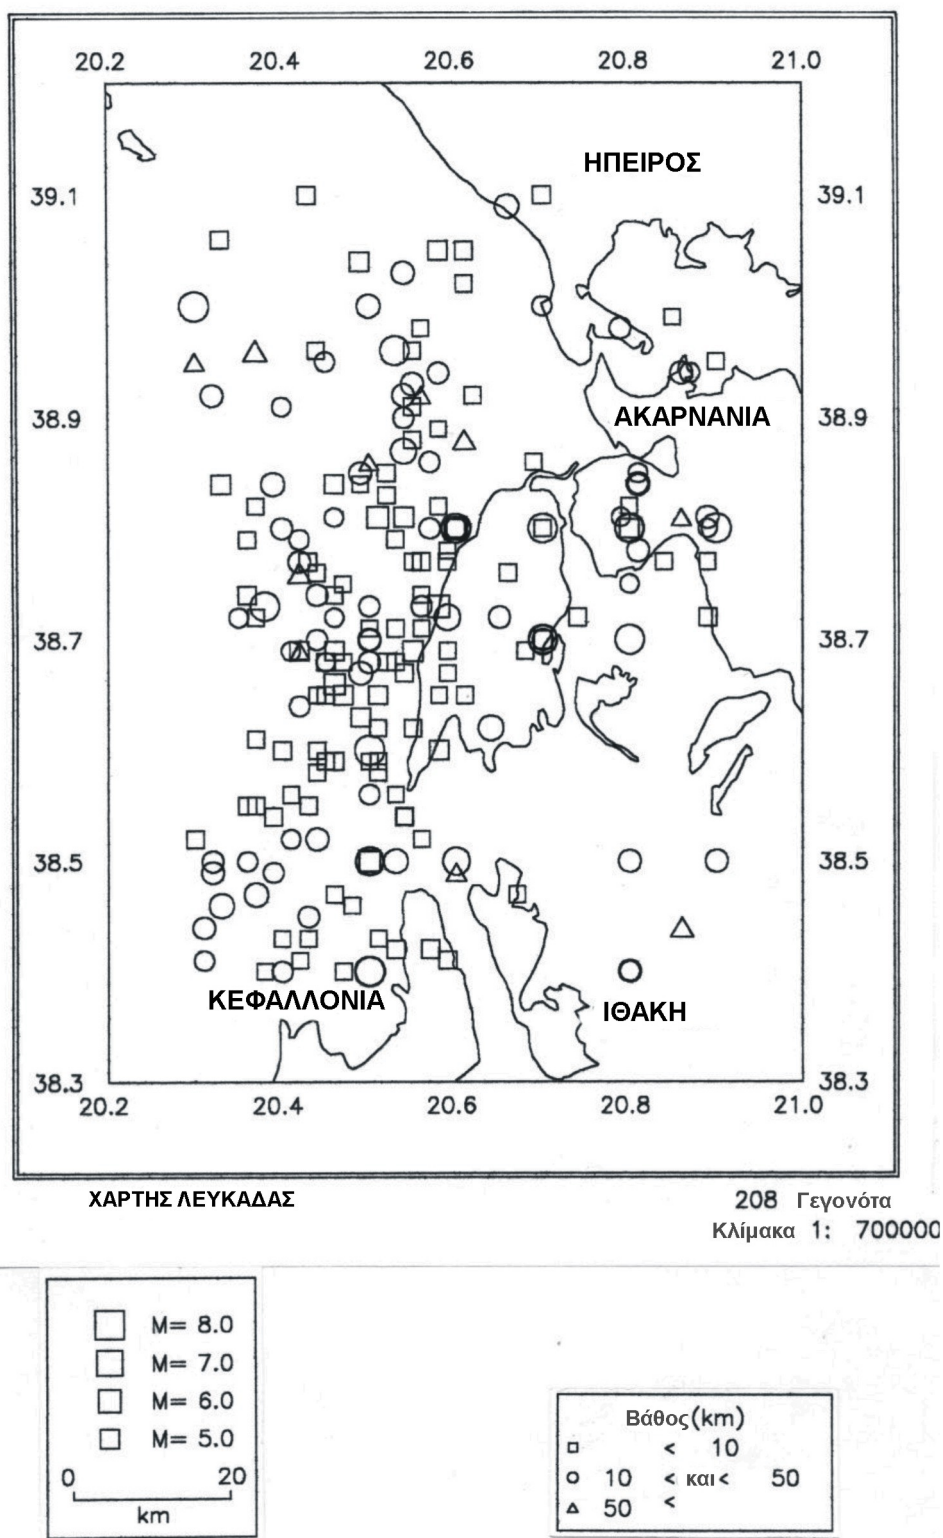 20.2 20.4 20.6 20.8 21.0
ΗΠΕΙΡΟΣ
39.1 39.1
38.9 ΑΚΑΡΝΑΝΙΑ 38.9
38.7 38.7
38.5 38.5
ΚΕΦΑΛΛΟΝΙΑ ΙΘΑΚΗ
38.3 38.3
20.2 20.4 20.6 20.8 21.0
ΧΑΡΤΗΣ ΛΕΥΚΑΔΑΣ
208 Γεγονότα
Κλίμακα 1: 700000
M= 8.0
M= 7.0
M= 6.0
M= 5.0
0 20
km
Βάθος(km)
< 10
10 < και < 50
50 <